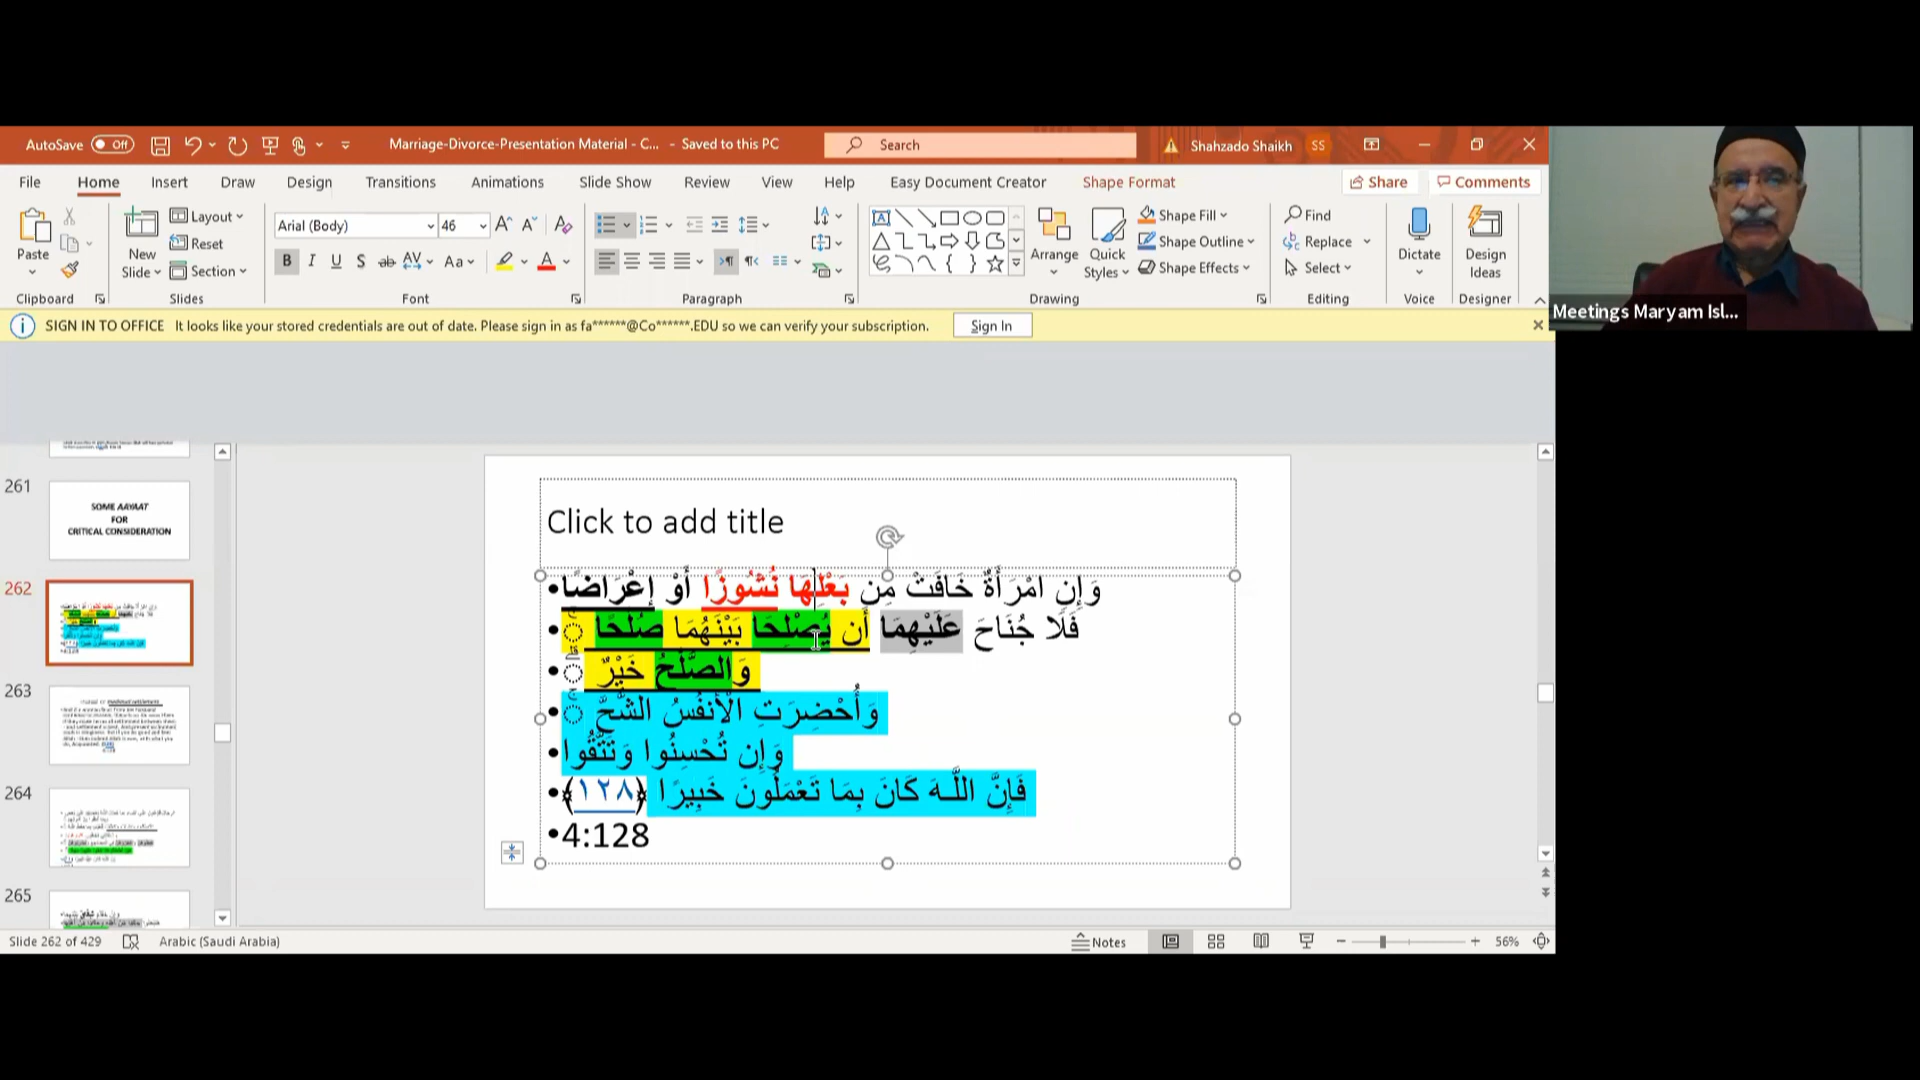 AutoSave Off Marriage-Divorce-Presentation Material - C... - Saved to this PC Search Shahzado Shaikh SS
File Home Insert Draw Design Transitions Animations Slide Show Review View Help Easy Document Creator Shape Format Share Comments
Paste New Slide Layout Reset Section
Arial (Body) 46
B I U S ab AV Aa A
Arrange Quick Styles Shape Fill Shape Outline Shape Effects
Find Replace Select Dictate Design Ideas
Clipboard Slides Font Paragraph Drawing Editing Voice Designer
SIGN IN TO OFFICE It looks like your stored credentials are out of date. Please sign in as fa******@Co******.EDU so we can verify your subscription. Sign In
Meetings Maryam Isl...
261
SOME AAYAAT
FOR
CRITICAL CONSIDERATION
262
263
264
265
Click to add title
•وَإِنِ امْرَأَةٌ خَافَتْ مِن بَعْلِهَا نُشُوزًا أَوْ إِعْرَاضًا
•فَلَا جُنَاحَ عَلَيْهِمَا أَن يُصْلِحَا بَيْنَهُمَا صُلْحًا ۚ
•وَالصُّلْحُ خَيْرٌ ۗ
•وَأُحْضِرَتِ الْأَنفُسُ الشُّحَّ ۚ
•وَإِن تُحْسِنُوا وَتَتَّقُوا
•فَإِنَّ اللَّـهَ كَانَ بِمَا تَعْمَلُونَ خَبِيرًا ﴿١٢٨﴾
•4:128
Slide 262 of 429 Arabic (Saudi Arabia) Notes 56%